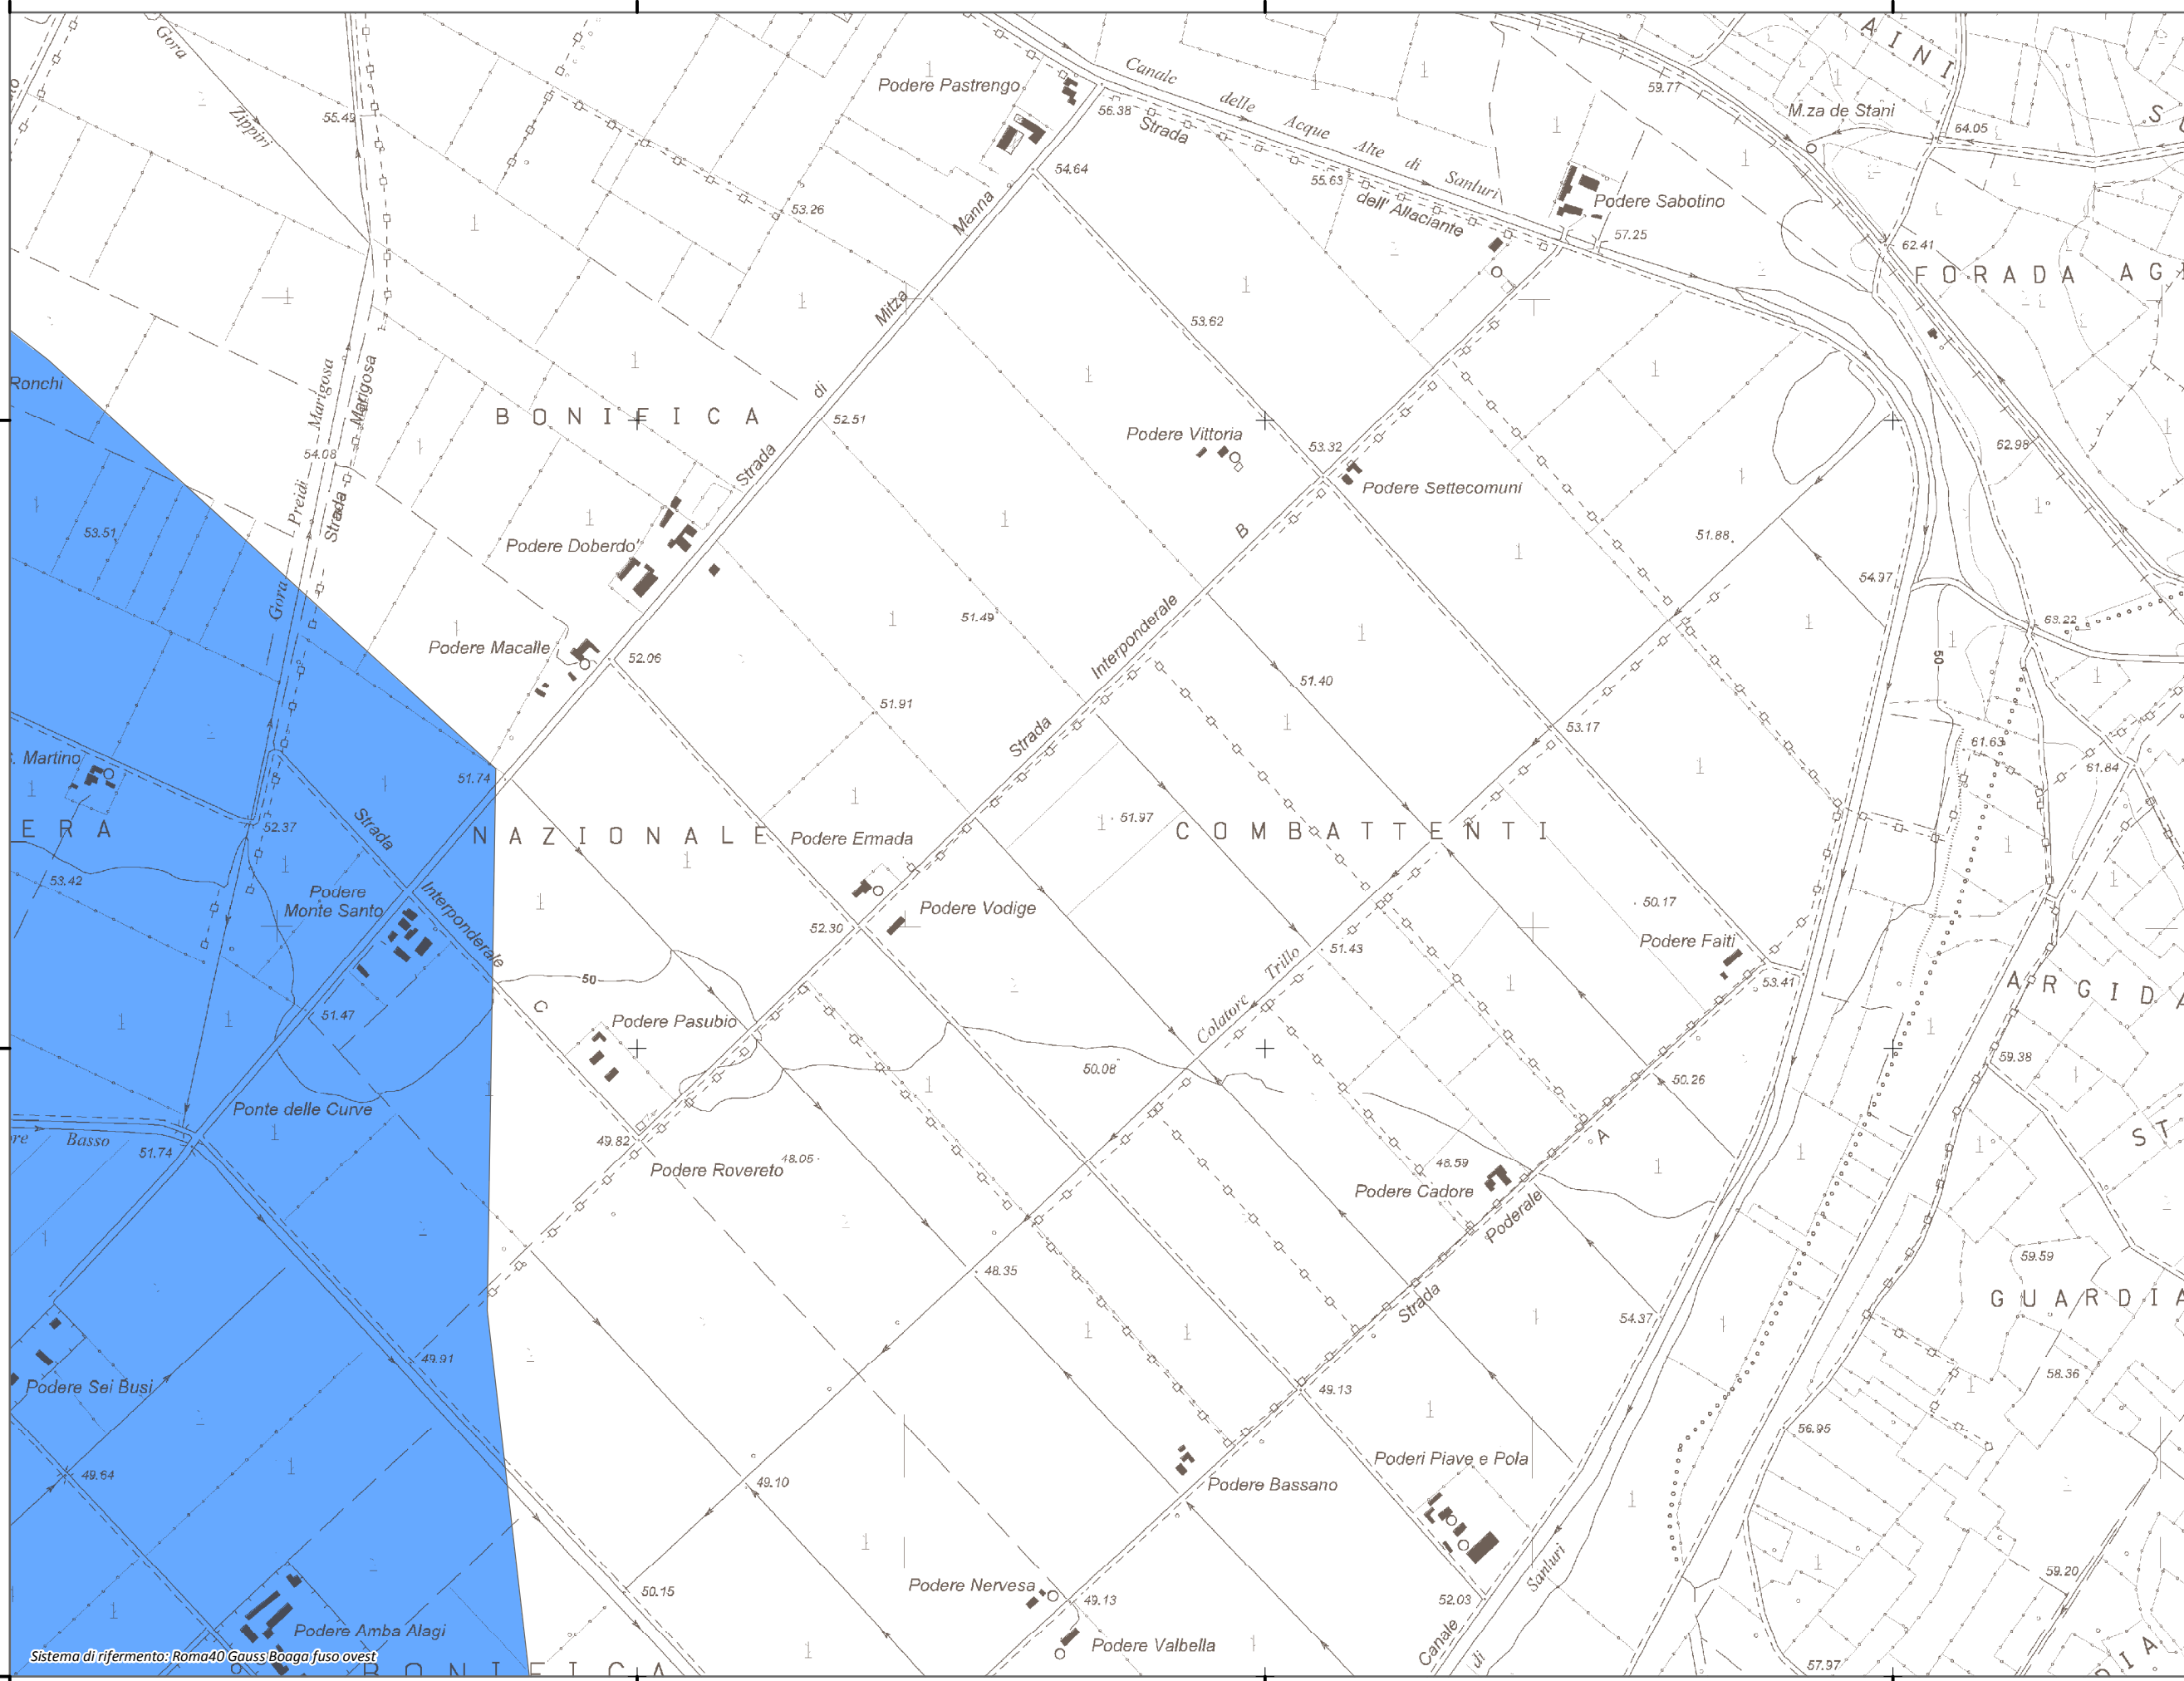 Gora
Zippiri
55.49
Podere Pastrengo
56.38
Strada
Canale
delle
Acque
Alte
di
Sanluri
55.63
dell' Allaciante
59.77
M.za de Stani
AINI
64.05
S
54.64
53.26
Manna
Mitza
di
Strada
Podere Sabotino
57.25
62.41
FORADA AG
53.62
Ronchi
Marigosa
Marigosa
BONIFICA
52.51
54.08
Preidi
Strada
Gora
53.51
Podere Vittoria
53.32
Podere Settecomuni
62.98
51.88
B
Podere Doberdo'
54.97
51.49
Interponderale
Podere Macalle
52.06
63.22
50
51.40
51.91
Strada
53.17
61.63
61.84
. Martino
51.74
ERA
52.37
Strada
NAZIONALE
Podere Ermada
51.97
COMBATTENTI
53.42
Podere
Monte Santo
Interponderale
C
Podere Vodige
52.30
50.17
Podere Faiti
53.41
51.43
Trillo
Colatore
50
ARGID
51.47
Podere Pasubio
50.08
50.26
59.38
Ponte delle Curve
re
Basso
51.74
49.82
48.05
Podere Rovereto
A
48.59
Podere Cadore
Poderale
Strada
ST
59.59
48.35
GUARDIA
54.37
49.91
Podere Sei Busi
49.13
58.36
56.95
49.64
49.10
Poderi Piave e Pola
Podere Bassano
50.15
Podere Nervesa
49.13
52.03
Sanluri
59.20
Podere Amba Alagi
Podere Valbella
Canale
di
57.97
DIA
Sistema di rifermento: Roma40 Gauss Boaga fuso ovest
BONIFICA